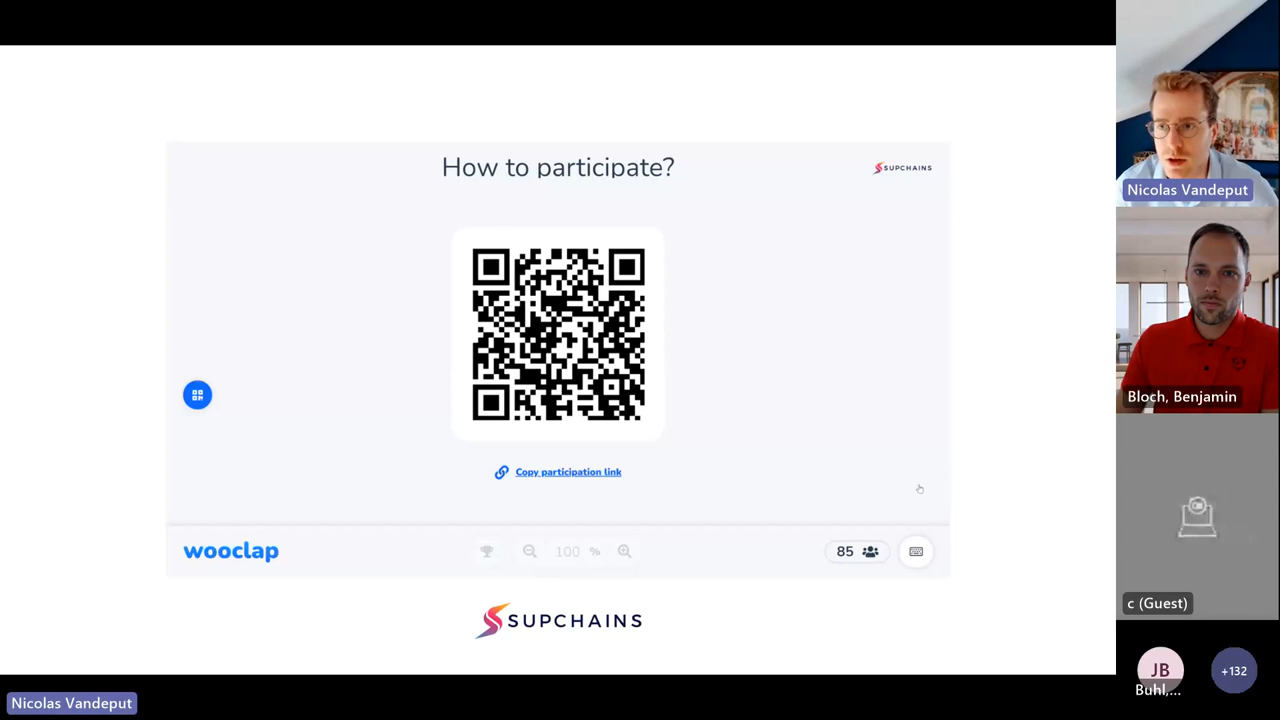 How to participate?
SUPCHAINS
Copy participation link
wooclap
100 %
85
SUPCHAINS
Nicolas Vandeput
Nicolas Vandeput
Bloch, Benjamin
c (Guest)
JB
Buhl,...
+132